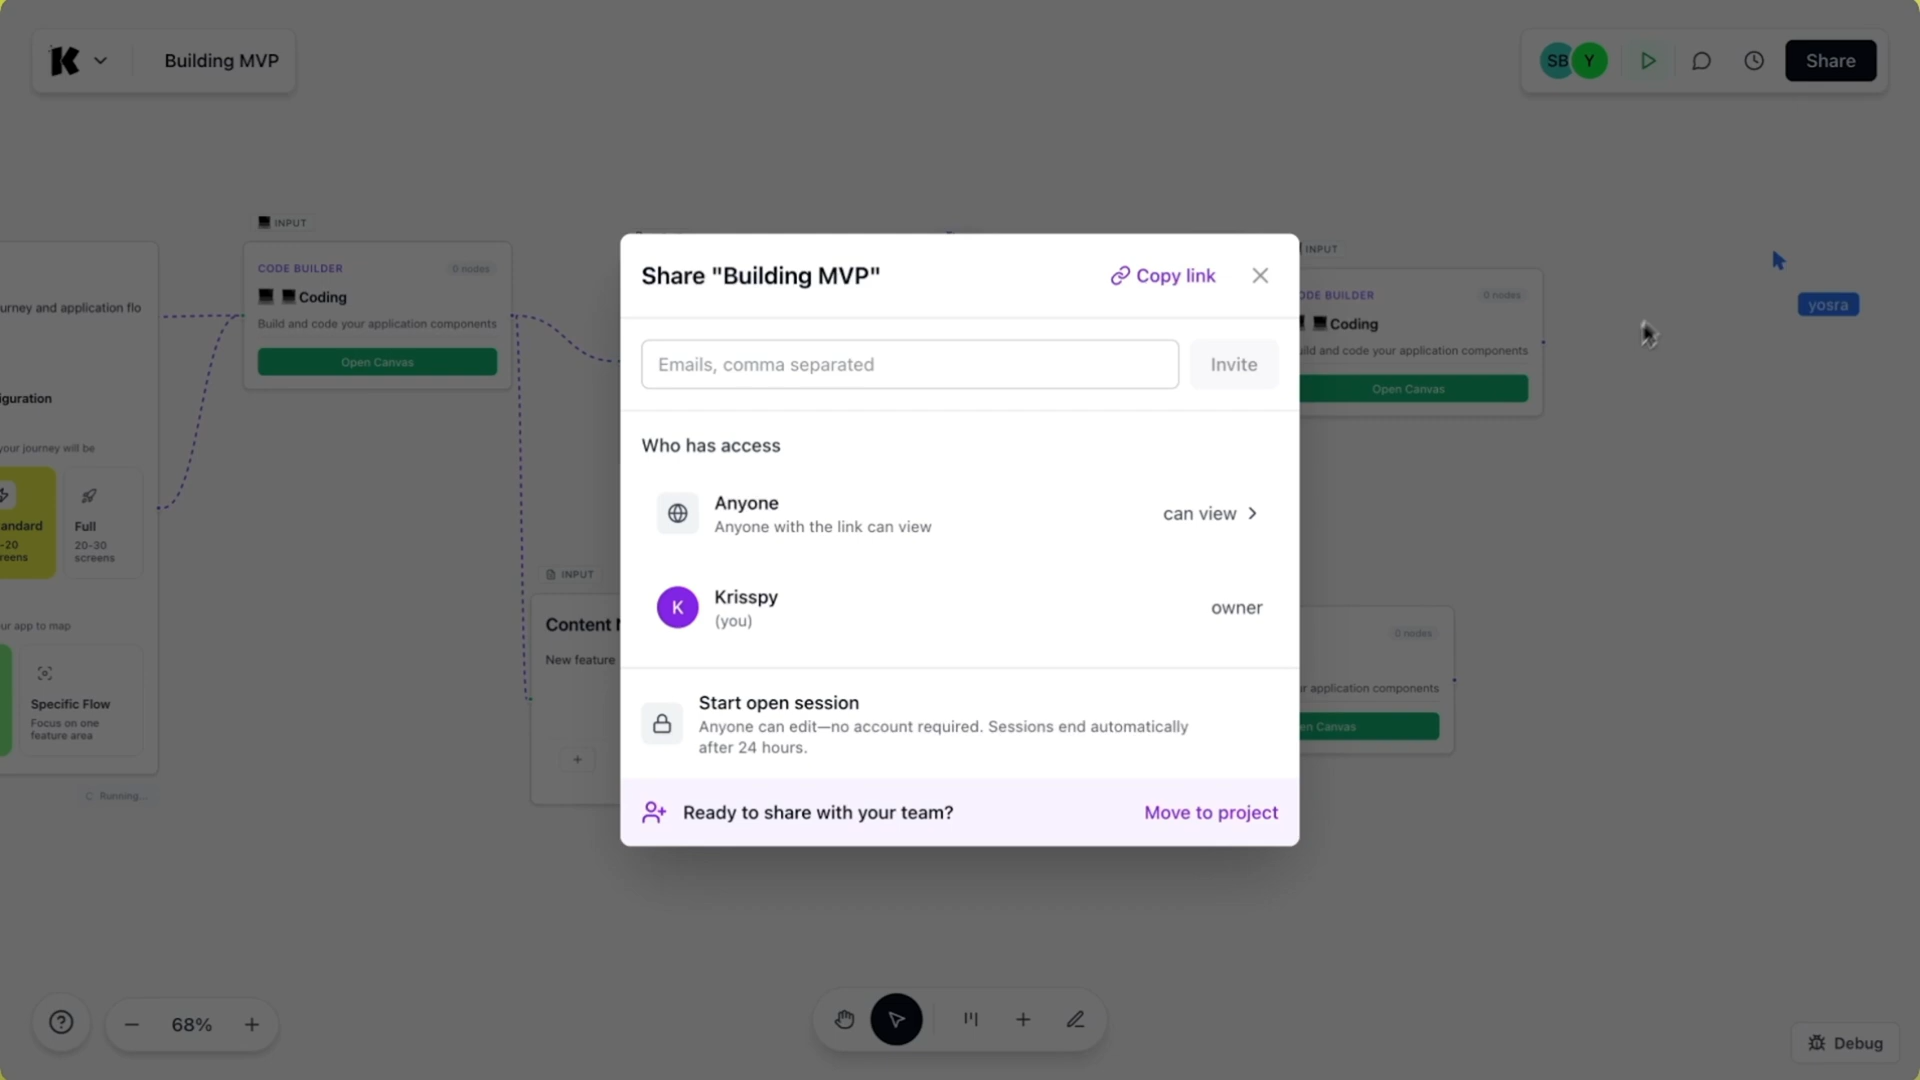 Building MVP
SB
Y
Share
INPUT
CODE BUILDER
0 nodes
Coding
Build and code your application components
Open Canvas
urney and application flo
iguration
your journey will be
andard
-20
reens
Full
20-30
screens
ur app to map
Specific Flow
Focus on one
feature area
Running...
INPUT
Content
New feature
+
Share "Building MVP"
Copy link
Emails, comma separated
Invite
Who has access
Anyone
Anyone with the link can view
can view
K
Krisspy
(you)
owner
Start open session
Anyone can edit—no account required. Sessions end automatically
after 24 hours.
Ready to share with your team?
Move to project
INPUT
ODE BUILDER
0 nodes
Coding
ild and code your application components
Open Canvas
yosra
0 nodes
r application components
en Canvas
68%
Debug